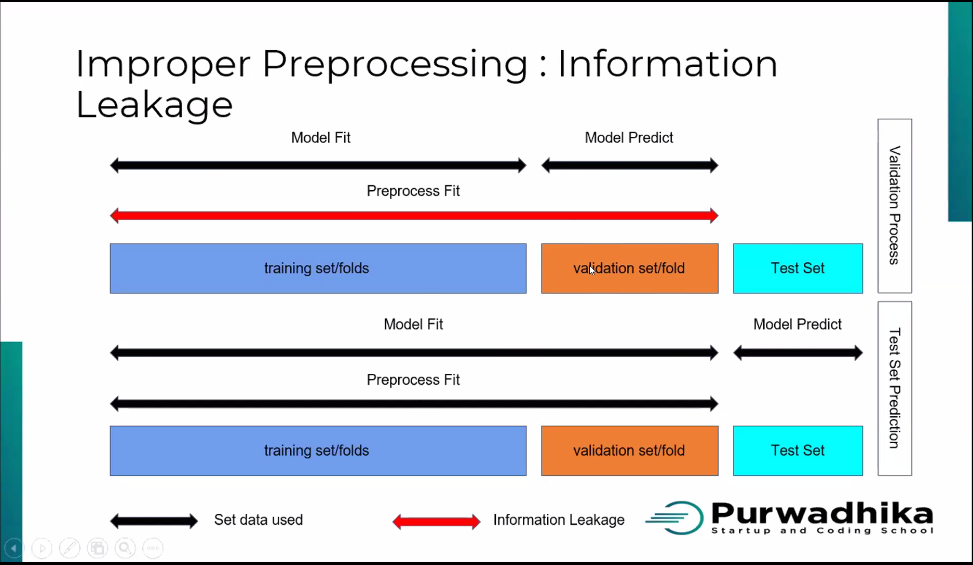 Improper Preprocessing : Information
Leakage
Model Fit
Model Predict
Preprocess Fit
training set/folds
validation set/fold
Test Set
Validation Process
Model Fit
Model Predict
Preprocess Fit
training set/folds
validation set/fold
Test Set
Test Set Prediction
Set data used
Information Leakage
Purwadhika
Startup and Coding School